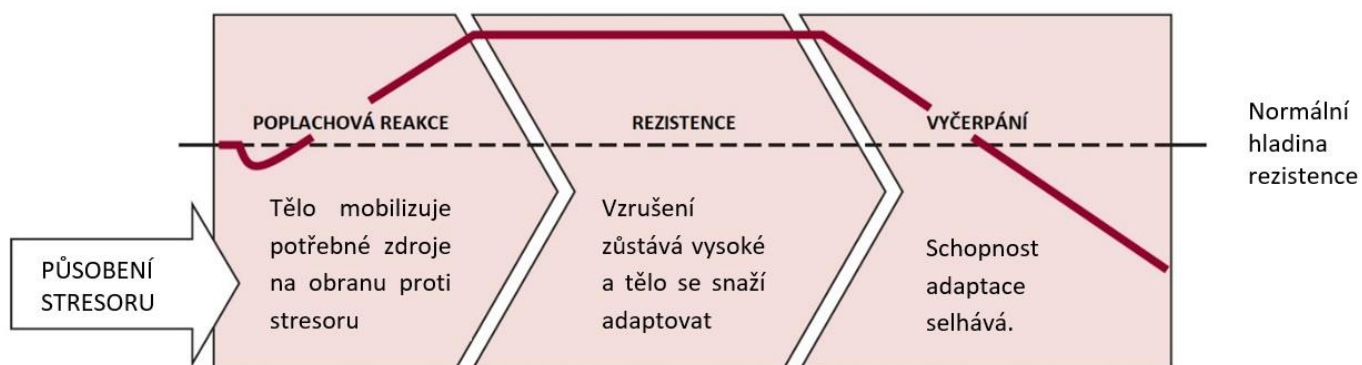 POPLACHOVÁ REAKCE
REZISTENCE
VYČERPÁNÍ
Normální
hladina
rezistence
PŮSOBENÍ
STRESORU
Tělo mobilizuje
potřebné zdroje
na obranu proti
stresoru
Vzrušení
zůstává vysoké
a tělo se snaží
adaptovat
Schopnost
adaptace
selhává.